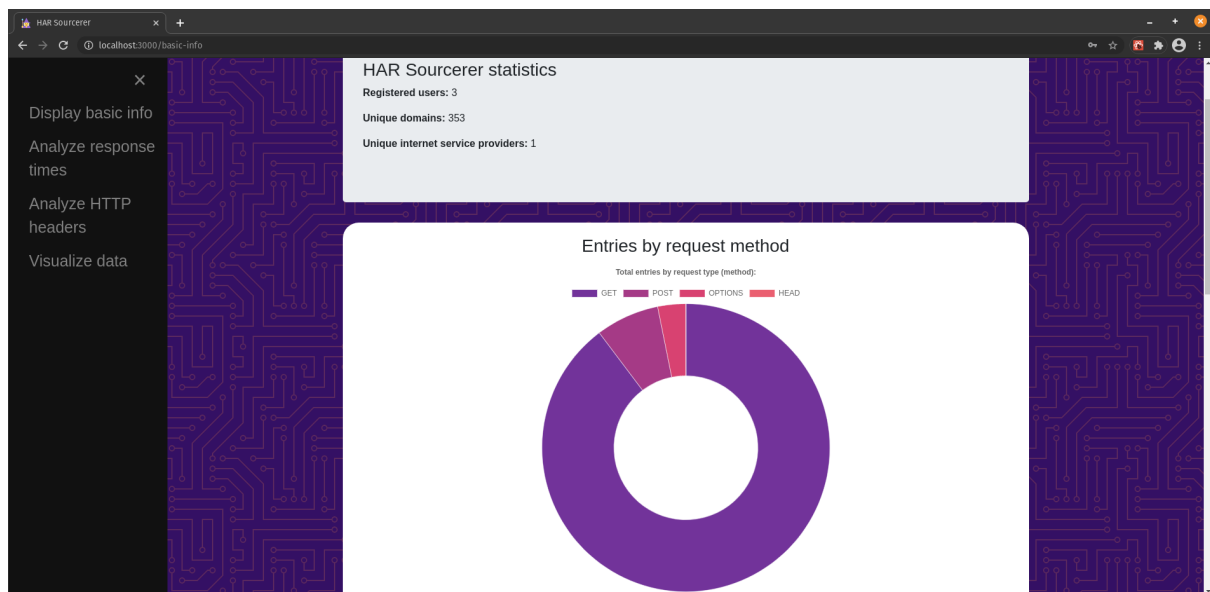 HAR Sourcerer
localhost:3000/basic-info
Display basic info
Analyze response
times
Analyze HTTP
headers
Visualize data
HAR Sourcerer statistics
Registered users: 3
Unique domains: 353
Unique internet service providers: 1
Entries by request method
Total entries by request type (method):
GET POST OPTIONS HEAD